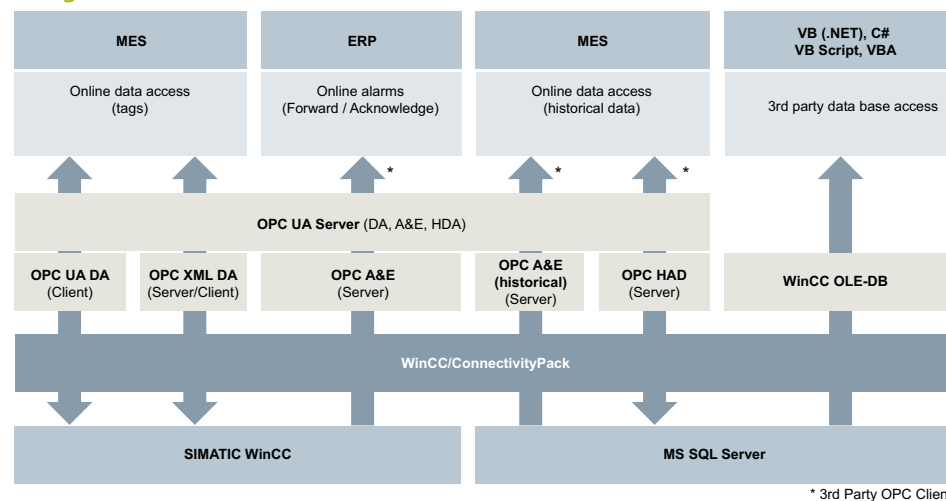 MES
ERP
MES
VB (.NET), C#
VB Script, VBA
Online data access
(tags)
Online alarms
(Forward / Acknowledge)
Online data access
(historical data)
3rd party data base access
*
*
*
OPC UA Server (DA, A&E, HDA)
OPC UA DA
(Client)
OPC XML DA
(Server/Client)
OPC A&E
(Server)
OPC A&E
(historical)
(Server)
OPC HAD
(Server)
WinCC OLE-DB
WinCC/ConnectivityPack
SIMATIC WinCC
MS SQL Server
* 3rd Party OPC Clien